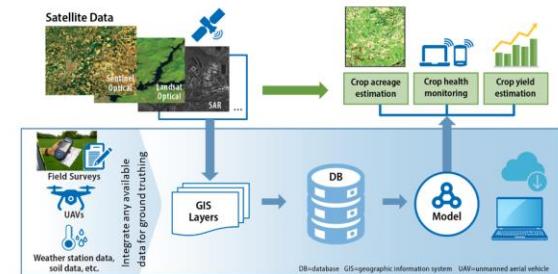 Satellite Data
Sentinel
Optical
Landsat
Optical
SAR
...
Crop acreage
estimation
Crop health
monitoring
Crop yield
estimation
Field Surveys
UAVs
Weather station data,
soil data, etc.
Integrate any available
data for ground truthing
GIS
Layers
DB
Model
DB=database GIS=geographic information system UAV=unmanned aerial vehicle